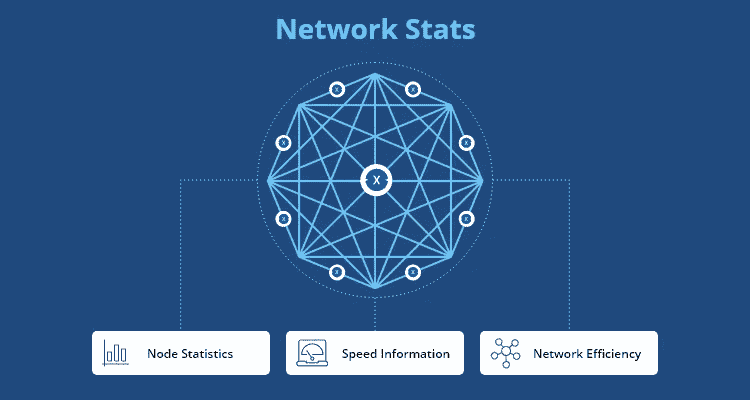 Network Stats
X
X
X
X
X
X
X
X
X
Node Statistics
Speed Information
Network Efficiency